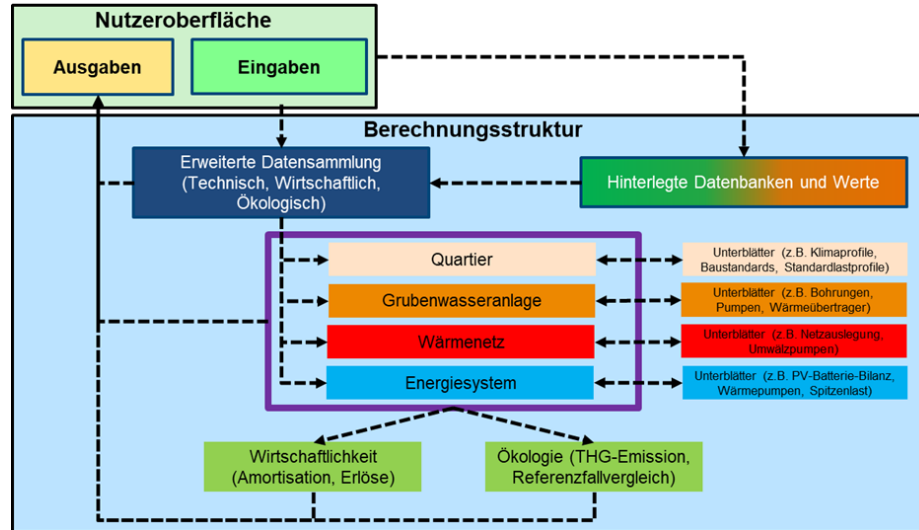 Nutzeroberfläche
Ausgaben
Eingaben
Berechnungsstruktur
Erweiterte Datensammlung
(Technisch, Wirtschaftlich,
Ökologisch)
Hinterlegte Datenbanken und Werte
Quartier
Unterblätter (z.B. Klimaprofile,
Baustandards, Standardlastprofile)
Grubenwasseranlage
Unterblätter (z.B. Bohrungen,
Pumpen, Wärmeübertrager)
Wärmenetz
Unterblätter (z.B. Netzauslegung,
Umwälzpumpen)
Energiesystem
Unterblätter (z.B. PV-Batterie-Bilanz,
Wärmepumpen, Spitzenlast)
Wirtschaftlichkeit
(Amortisation, Erlöse)
Ökologie (THG-Emission,
Referenzfallvergleich)